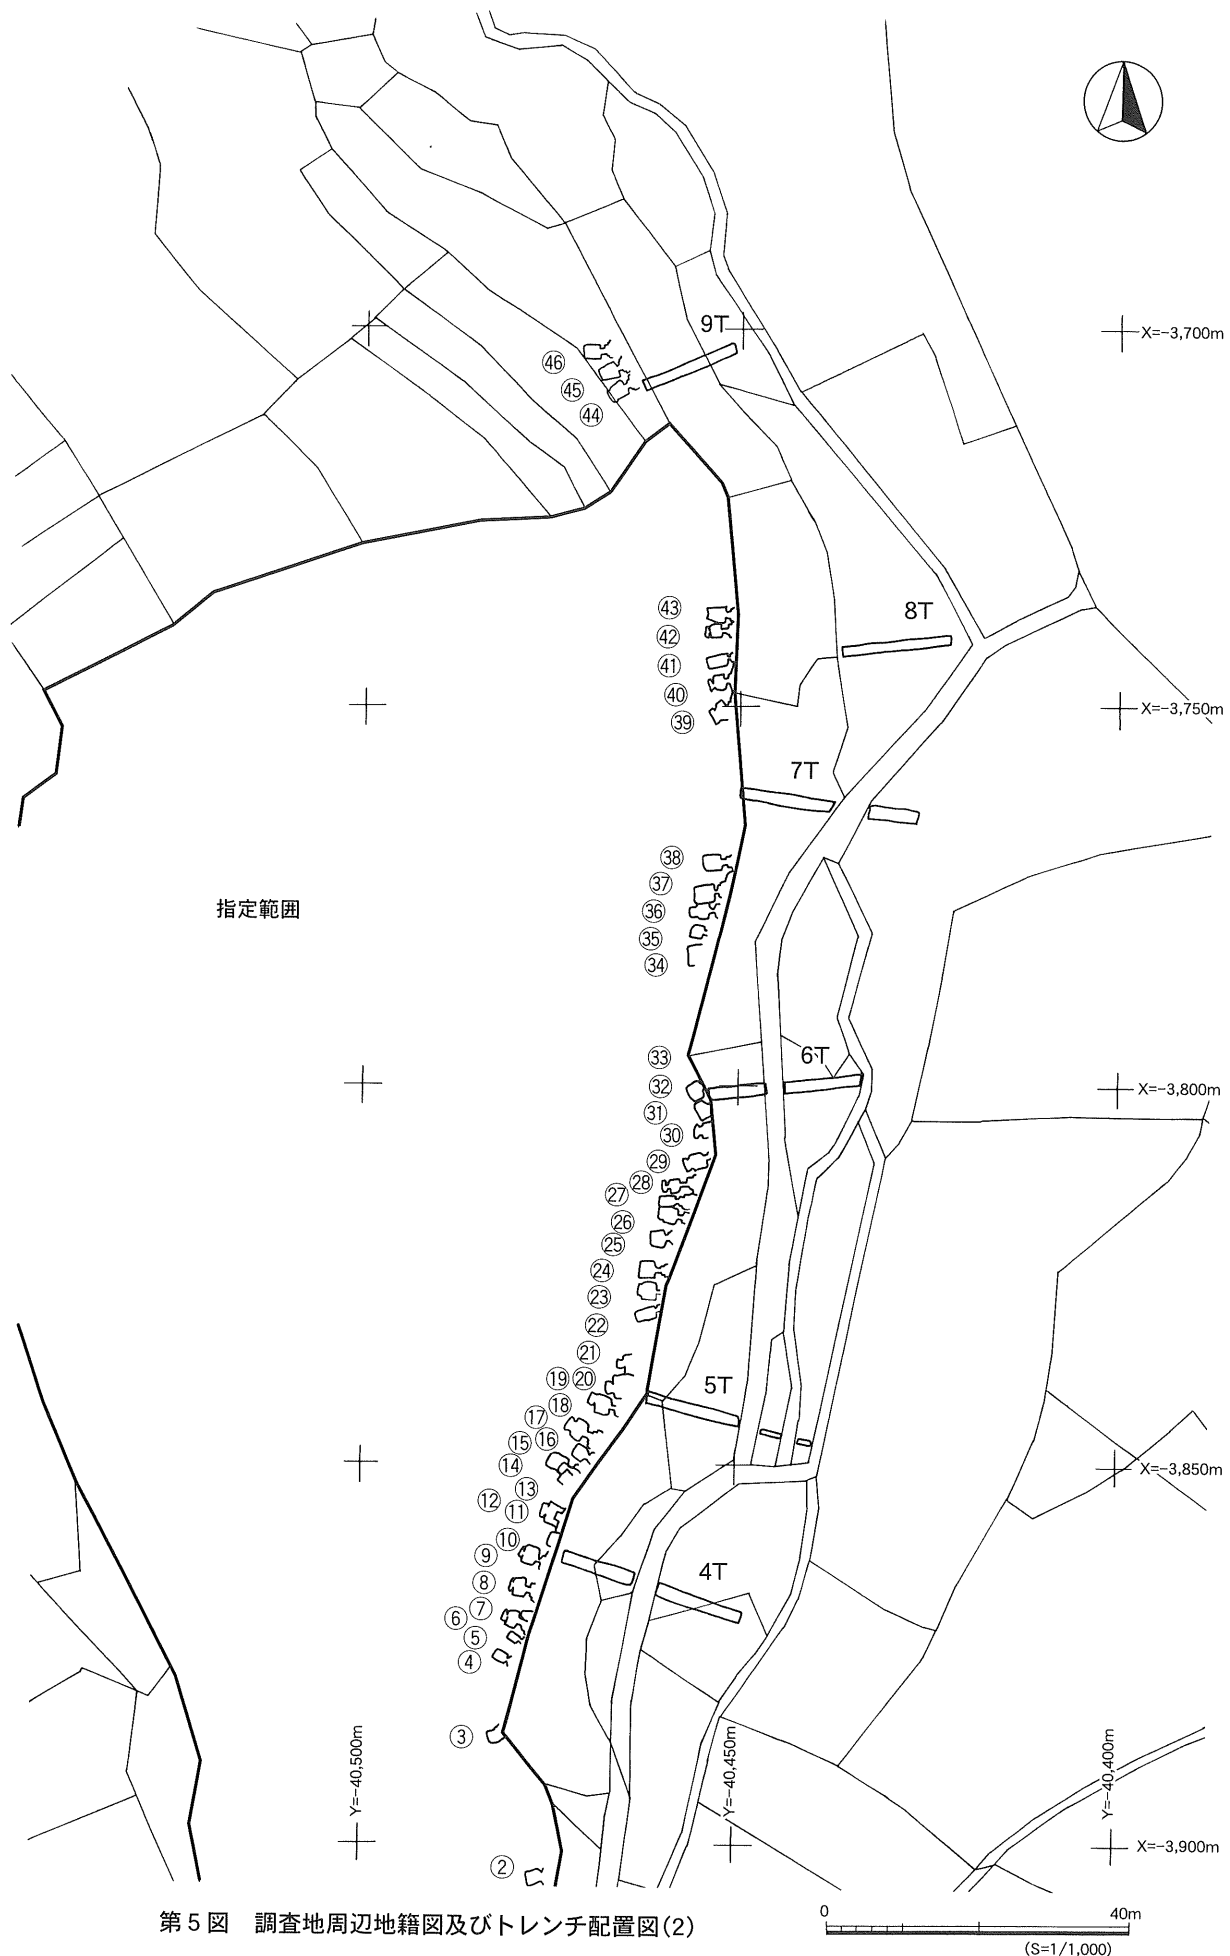 9T
X=-3,700m
㊻
㊺
㊹
㊸
8T
㊷
㊶
㊵
X=-3,750m
㊴
7T
㊳
㊲
指定範囲
㊱
㉟
㉞
㉝
6T
㉜
X=-3,800m
㉛
㉚
㉙
㉘
㉗
㉖
㉕
㉔
㉓
㉒
㉑
⑲⑳
5T
⑱
⑰
⑯
⑮
⑭
X=-3,850m
⑬
⑫
⑪
⑩
⑨
4T
⑧
⑦
⑥
⑤
④
③
Y=-40,500m
Y=-40,450m
Y=-40,400m
X=-3,900m
②
第5図 調査地周辺地籍図及びトレンチ配置図(2)
0 40m
(S=1/1,000)